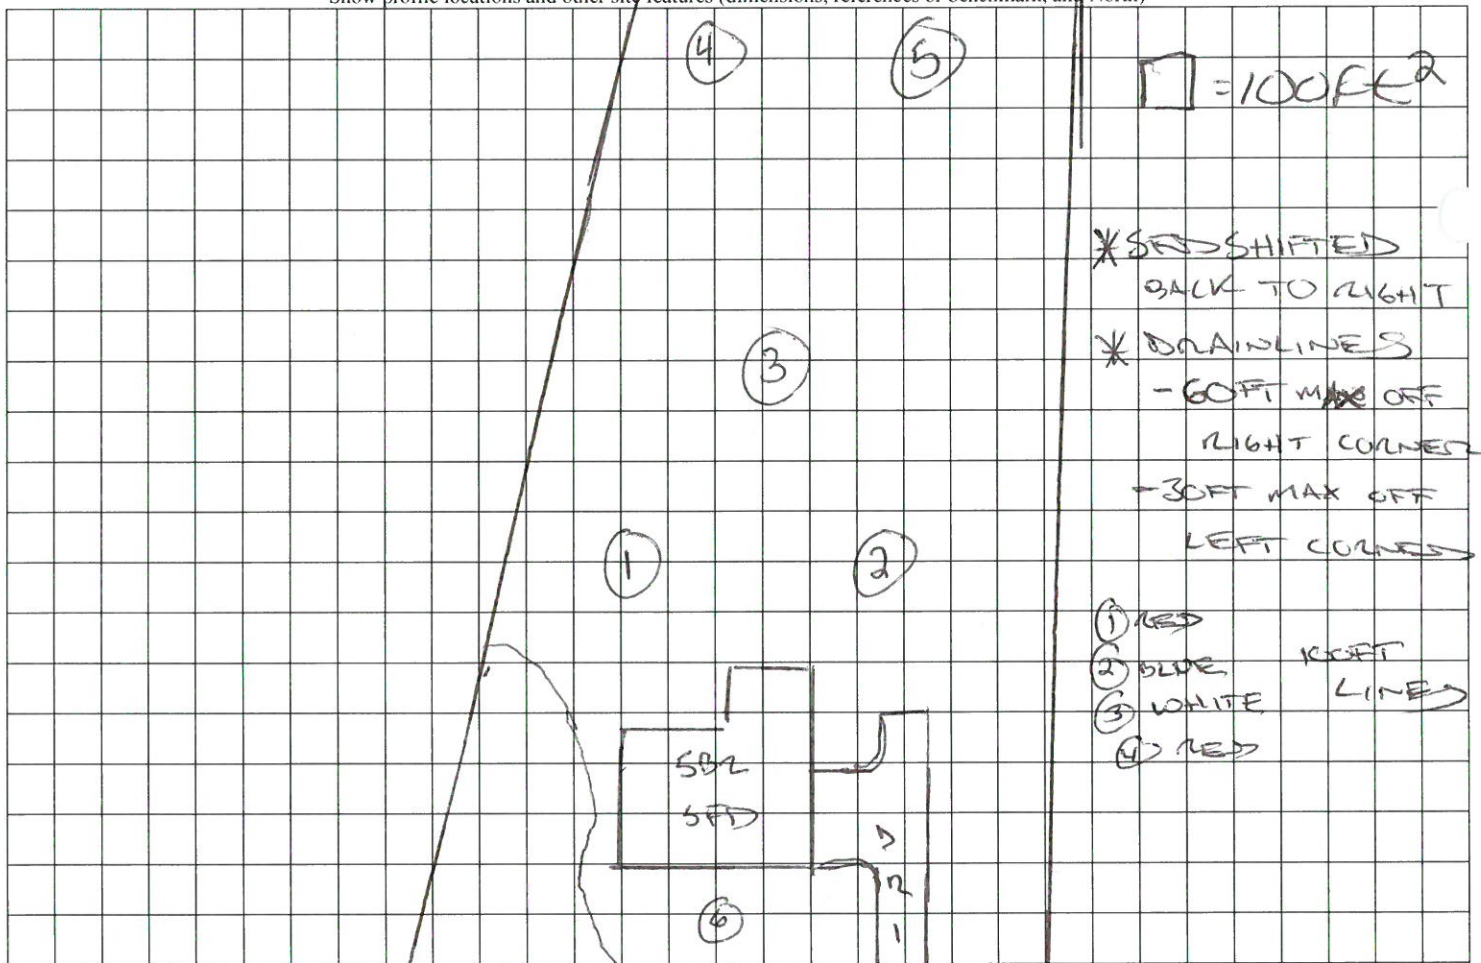 Show profile locations and other site features (dimensions, references or benchmark, and North)
4
5
= 100Ft²
* SFD SHIFTED
BACK TO RIGHT
* DRAINLINES
- 60FT MAX OFF
RIGHT CORNER
- 30FT MAX OFF
LEFT CORNER
3
1
2
1 RED
2 BLUE
3 WHITE
4 RED
100FT
LINES
5BR
SFD
D
R
I
6